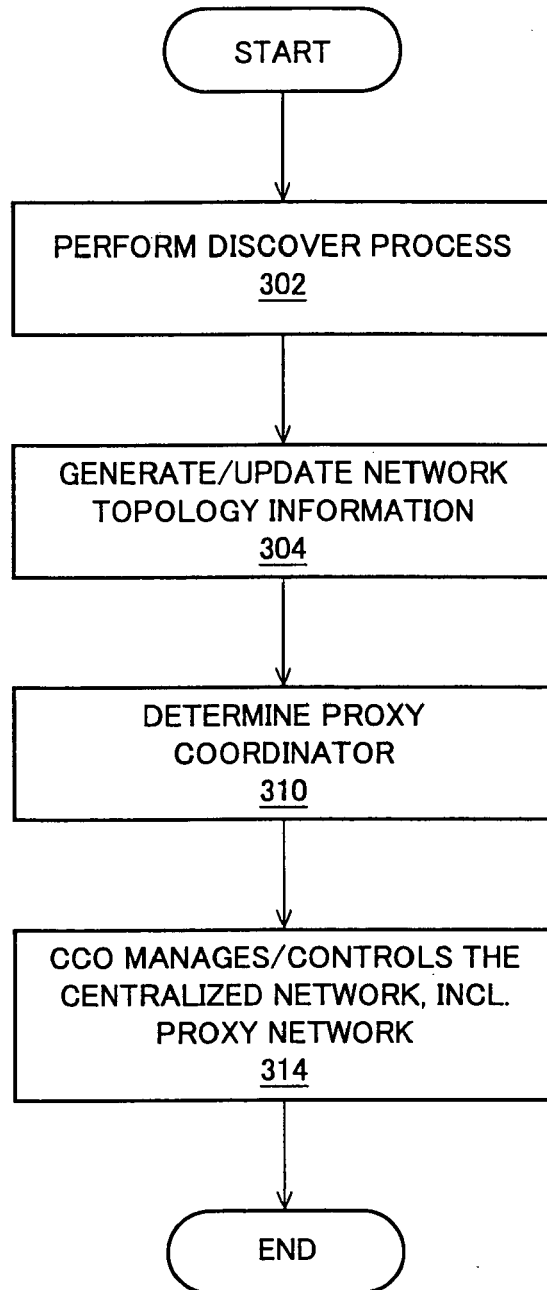 START
PERFORM DISCOVER PROCESS
302
GENERATE/UPDATE NETWORK
TOPOLOGY INFORMATION
304
DETERMINE PROXY
COORDINATOR
310
CCO MANAGES/CONTROLS THE
CENTRALIZED NETWORK, INCL.
PROXY NETWORK
314
END